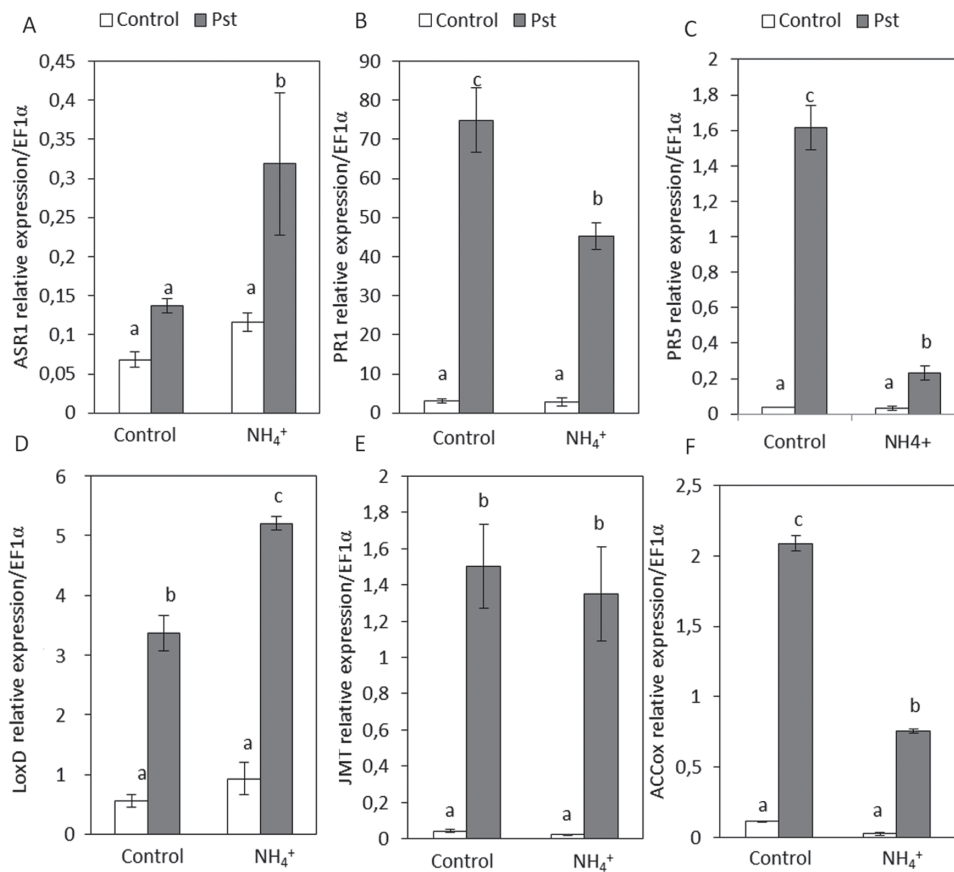 A
Control Pst
ASR1 relative expression/EF1α
0,45
0,4
0,35
0,3
0,25
0,2
0,15
0,1
0,05
0
a
a
a
b
Control NH₄⁺
B
Control Pst
PR1 relative expression/EF1α
90
80
70
60
50
40
30
20
10
0
a
c
a
b
Control NH₄⁺
C
Control Pst
PR5 relative expression/EF1α
2
1,8
1,6
1,4
1,2
1
0,8
0,6
0,4
0,2
0
a
c
a
b
Control NH4+
D
LoxD relative expression/EF1α
6
5
4
3
2
1
0
a
b
a
c
Control NH₄⁺
E
JMT relative expression/EF1α
2
1,8
1,6
1,4
1,2
1
0,8
0,6
0,4
0,2
0
a
b
a
b
Control NH₄⁺
F
ACCox relative expression/EF1α
2,5
2
1,5
1
0,5
0
a
c
a
b
Control NH₄⁺